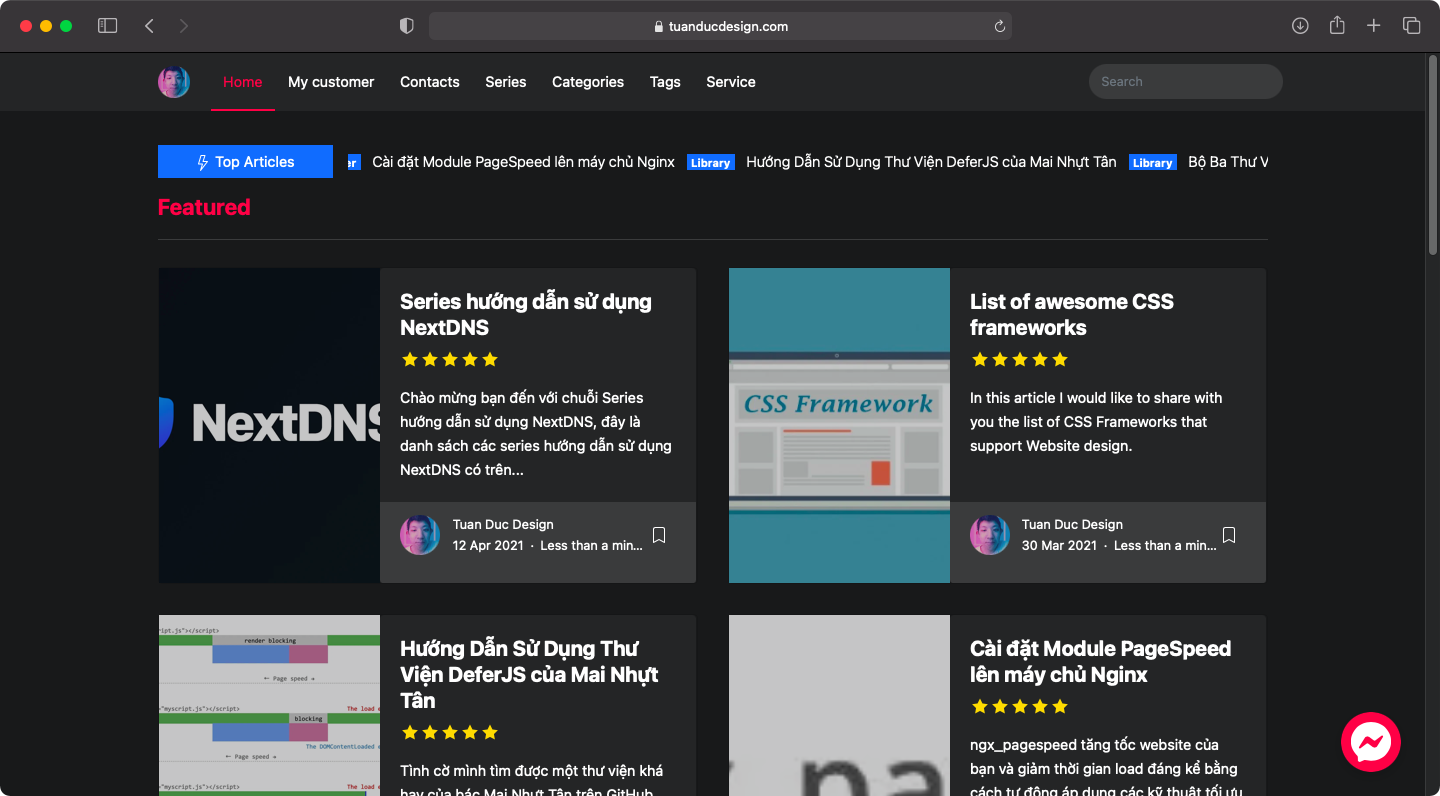 tuanducdesign.com
Home My customer Contacts Series Categories Tags Service Search
Top Articles er Cài đặt Module PageSpeed lên máy chủ Nginx Library Hướng Dẫn Sử Dụng Thư Viện DeferJS của Mai Nhựt Tân Library Bộ Ba Thư V
Featured
NextDNS
Series hướng dẫn sử dụng
NextDNS
Chào mừng bạn đến với chuỗi Series
hướng dẫn sử dụng NextDNS, đây là
danh sách các series hướng dẫn sử dụng
NextDNS có trên...
Tuan Duc Design
12 Apr 2021 · Less than a min...
CSS Framework
List of awesome CSS
frameworks
In this article I would like to share with
you the list of CSS Frameworks that
support Website design.
Tuan Duc Design
30 Mar 2021 · Less than a min...
cript.js"></script>
render blocking
← Page speed →
="myscript.js"></script> The load
blocking
The DOMContentLoaded
← Page speed →
="myscript.js"></script> The load
Hướng Dẫn Sử Dụng Thư
Viện DeferJS của Mai Nhựt
Tân
Tình cờ mình tìm được một thư viện khá
hay của bác Mai Nhựt Tân trên GitHub
pa
Cài đặt Module PageSpeed
lên máy chủ Nginx
ngx_pagespeed tăng tốc website của
bạn và giảm thời gian load đáng kể bằng
cách tự động áp dụng các kỹ thuật tối ưu